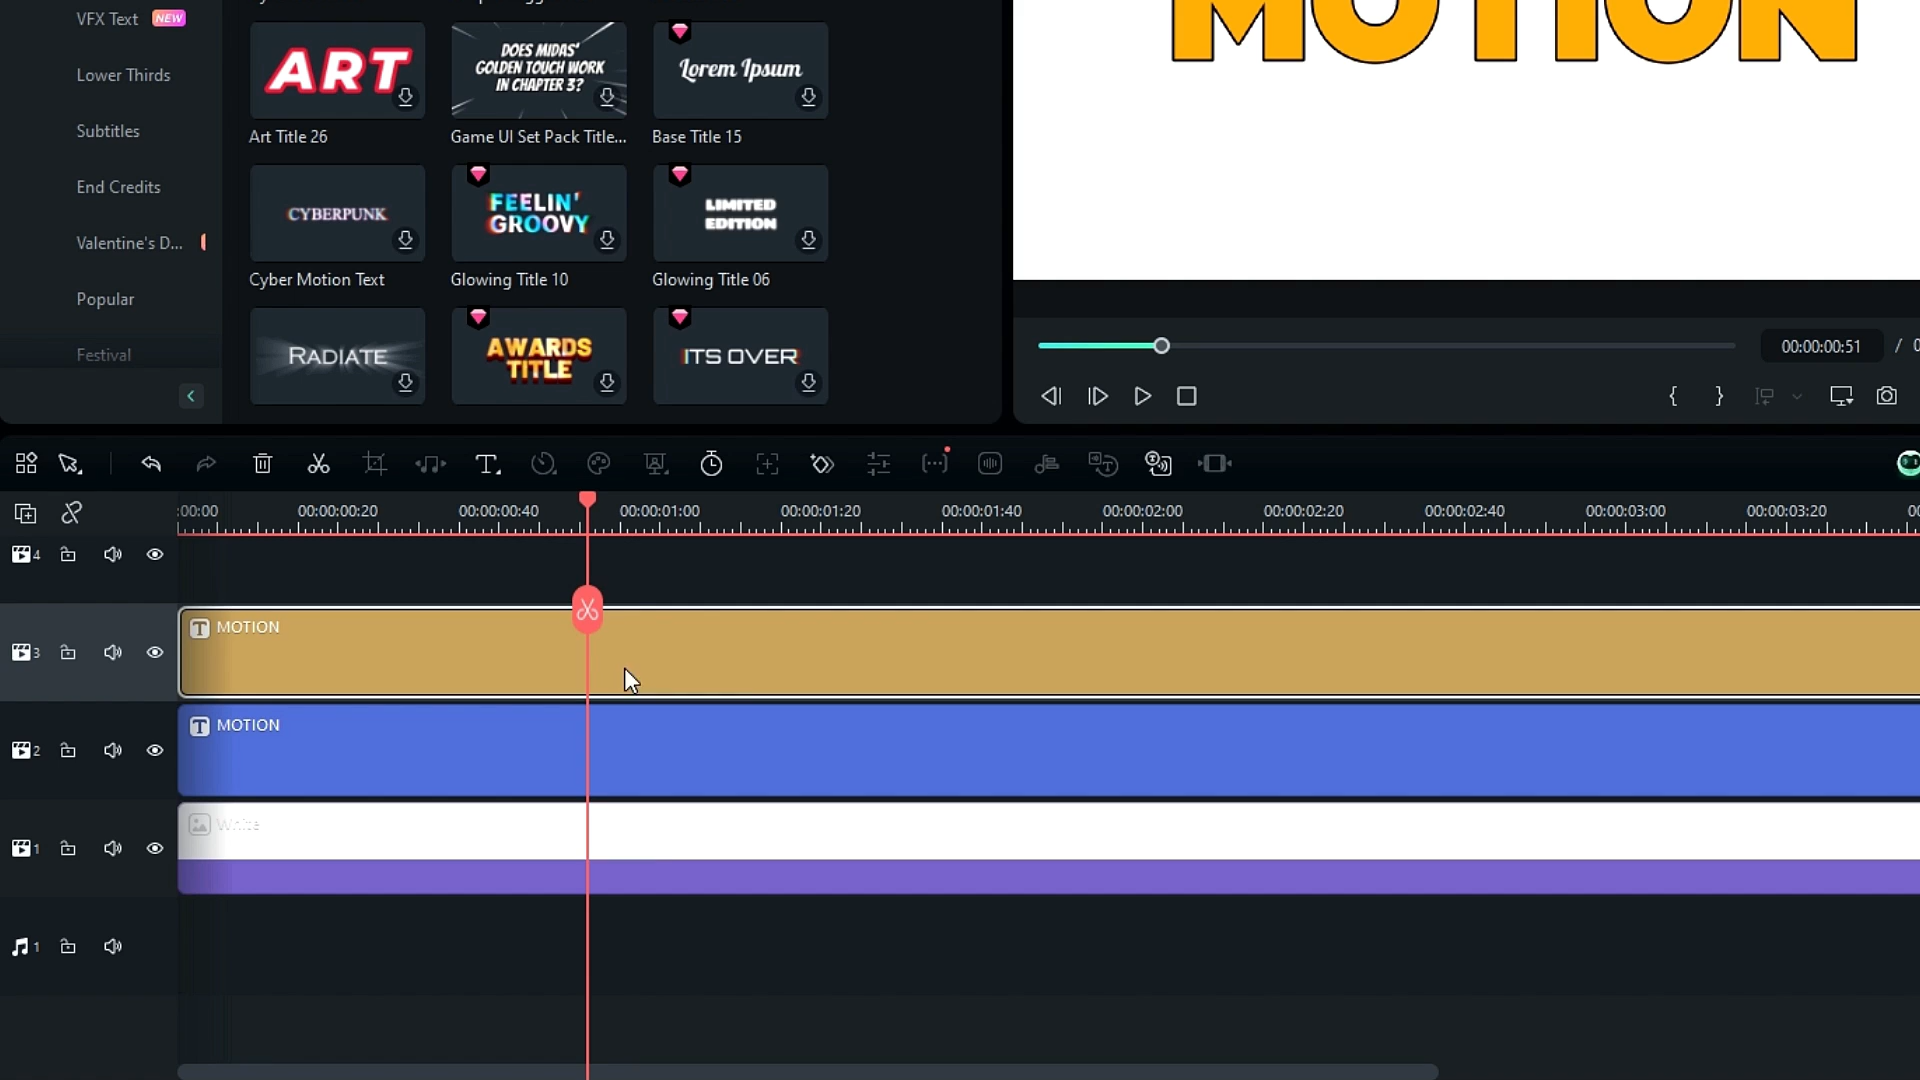 VFX Text NEW
Lower Thirds
Subtitles
End Credits
Valentine's D...
Popular
Festival
ART
Art Title 26
DOES MIDAS'
GOLDEN TOUCH WORK
IN CHAPTER 3?
Game UI Set Pack Title...
Lorem Ipsum
Base Title 15
CYBERPUNK
Cyber Motion Text
FEELIN'
GROOVY
Glowing Title 10
LIMITED
EDITION
Glowing Title 06
RADIATE
AWARDS
TITLE
ITS OVER
MOTION
00:00:00:51 / 0
:00:00 00:00:00:20 00:00:00:40 00:00:01:00 00:00:01:20 00:00:01:40 00:00:02:00 00:00:02:20 00:00:02:40 00:00:03:00 00:00:03:20 00
4
3
T MOTION
2
T MOTION
1
White
1